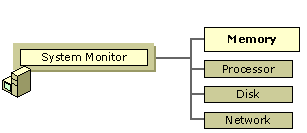 System Monitor
Memory
Processor
Disk
Network